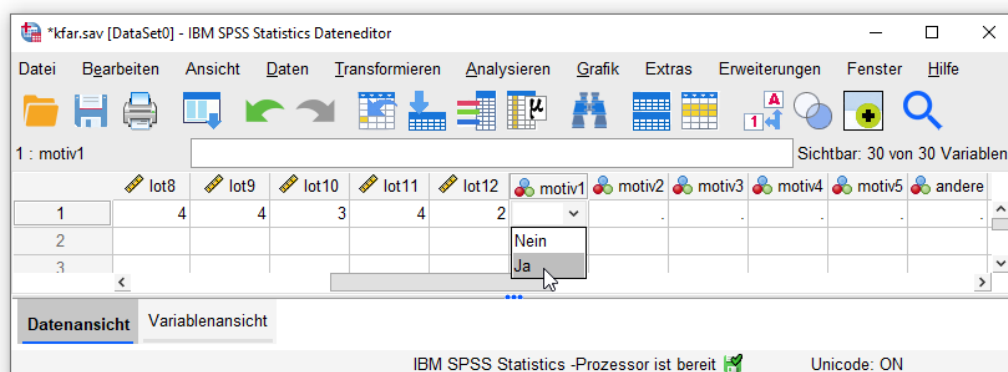 *kfar.sav [DataSet0] - IBM SPSS Statistics Dateneditor
Datei Bearbeiten Ansicht Daten Transformieren Analysieren Grafik Extras Erweiterungen Fenster Hilfe
μ A 1
1 : motiv1 Sichtbar: 30 von 30 Variablen
lot8 lot9 lot10 lot11 lot12 motiv1 motiv2 motiv3 motiv4 motiv5 andere
1 4 4 3 4 2 . . . . .
2 Nein
3 Ja
Datenansicht Variablenansicht
IBM SPSS Statistics -Prozessor ist bereit Unicode: ON